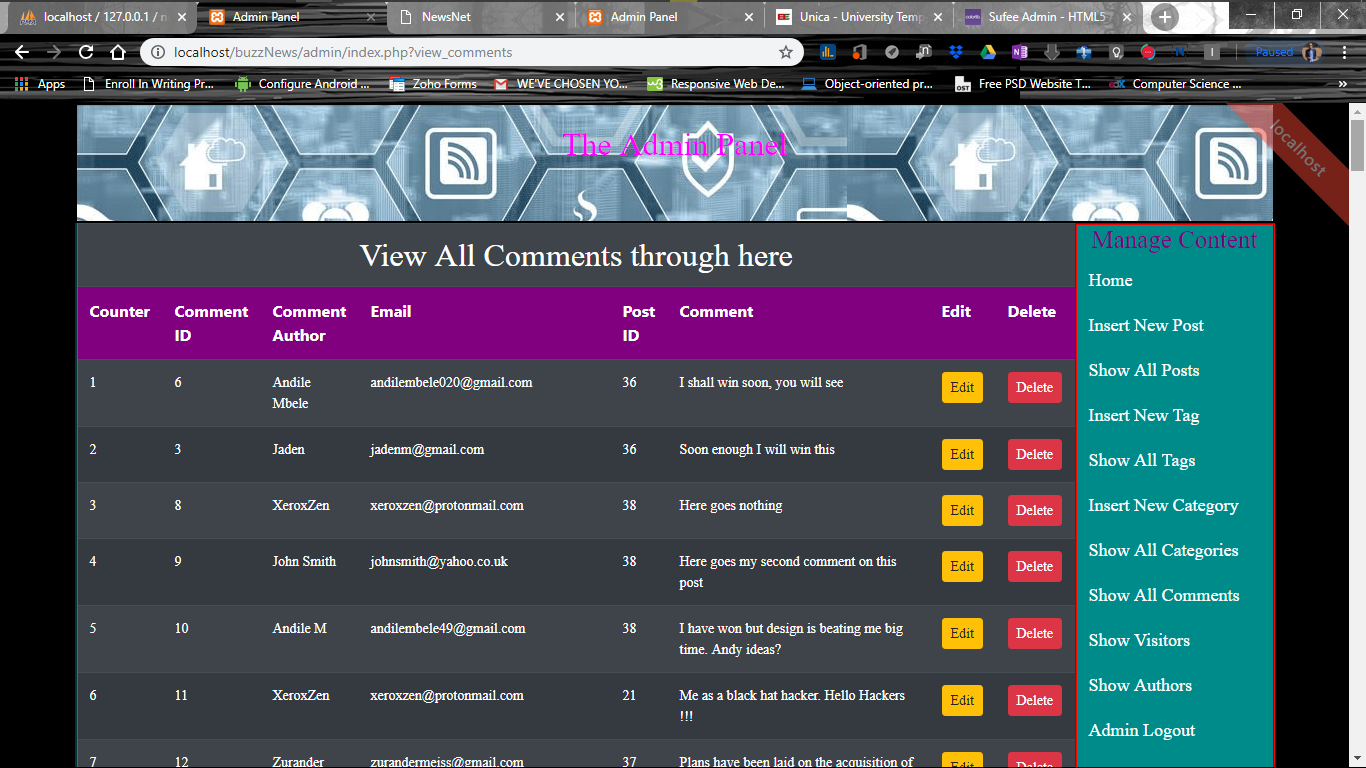 localhost / 127.0.0.1 / n
Admin Panel
NewsNet
Admin Panel
Unica - University Temp
Sufee Admin - HTML5
localhost/buzzNews/admin/index.php?view_comments
Paused
Apps
Enroll In Writing Pr...
Configure Android ...
Zoho Forms
WE'VE CHOSEN YO...
Responsive Web De...
Object-oriented pr...
Free PSD Website T...
Computer Science ...
The Admin Panel
localhost
View All Comments through here
Counter Comment ID Comment Author Email Post ID Comment Edit Delete
1 6 Andile Mbele andilembele020@gmail.com 36 I shall win soon, you will see Edit Delete
2 3 Jaden jadenm@gmail.com 36 Soon enough I will win this Edit Delete
3 8 XeroxZen xeroxzen@protonmail.com 38 Here goes nothing Edit Delete
4 9 John Smith johnsmith@yahoo.co.uk 38 Here goes my second comment on this post Edit Delete
5 10 Andile M andilembele49@gmail.com 38 I have won but design is beating me big time. Andy ideas? Edit Delete
6 11 XeroxZen xeroxzen@protonmail.com 21 Me as a black hat hacker. Hello Hackers !!! Edit Delete
7 12 Zurander zurandermeiss@gmail.com 37 Plans have been laid on the acquisition of Edit Delete
Manage Content
Home
Insert New Post
Show All Posts
Insert New Tag
Show All Tags
Insert New Category
Show All Categories
Show All Comments
Show Visitors
Show Authors
Admin Logout